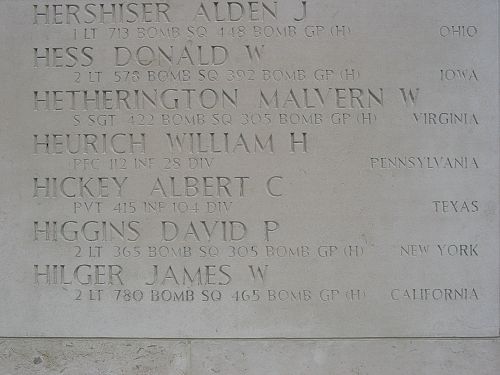 HERSHISER ALDEN J
1 LT 713 BOMB SQ 448 BOMB GP (H) OHIO
HESS DONALD W
2 LT 578 BOMB SQ 392 BOMB GP (H) IOWA
HETHERINGTON MALVERN W
S SGT 422 BOMB SQ 305 BOMB GP (H) VIRGINIA
HEURICH WILLIAM H
PFC 112 INF 28 DIV PENNSYLVANIA
HICKEY ALBERT C
PVT 415 INF 104 DIV TEXAS
HIGGINS DAVID P
2 LT 365 BOMB SQ 305 BOMB GP (H) NEW YORK
HILGER JAMES W
2 LT 780 BOMB SQ 465 BOMB GP (H) CALIFORNIA